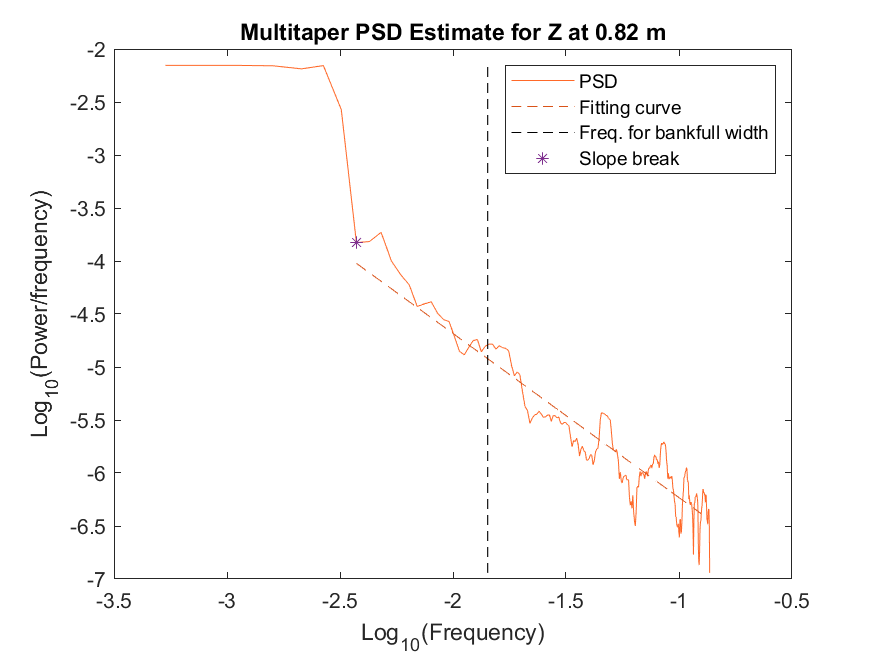 Multitaper PSD Estimate for Z at 0.82 m
PSD
Fitting curve
Freq. for bankfull width
Slope break
-2
-2.5
-3
-3.5
-4
-4.5
-5
-5.5
-6
-6.5
-7
Log10(Power/frequency)
-3.5 -3 -2.5 -2 -1.5 -1 -0.5
Log10(Frequency)